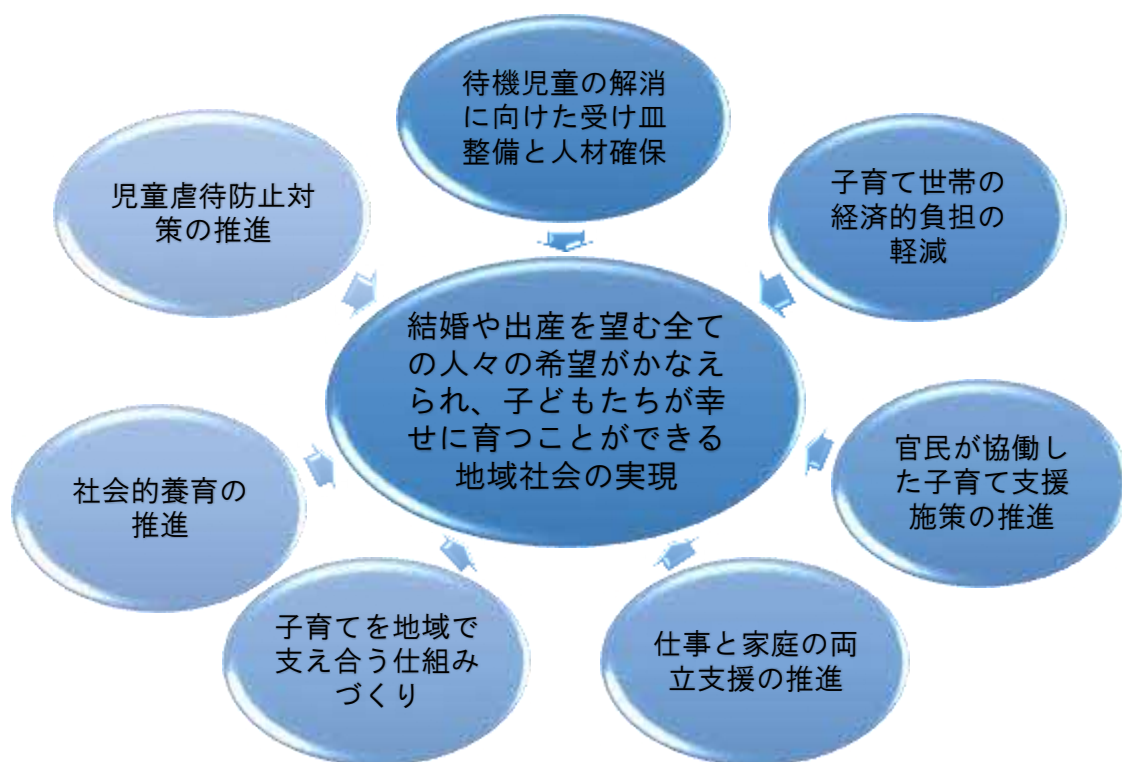 待機児童の解消
に向けた受け皿
整備と人材確保
子育て世帯の
経済的負担の
軽減
官民が協働し
た子育て支援
施策の推進
仕事と家庭の両
立支援の推進
子育てを地域で
支え合う仕組み
づくり
社会的養育の
推進
児童虐待防止対
策の推進
結婚や出産を望む全て
の人々の希望がかなえ
られ、子どもたちが幸
せに育つことができる
地域社会の実現